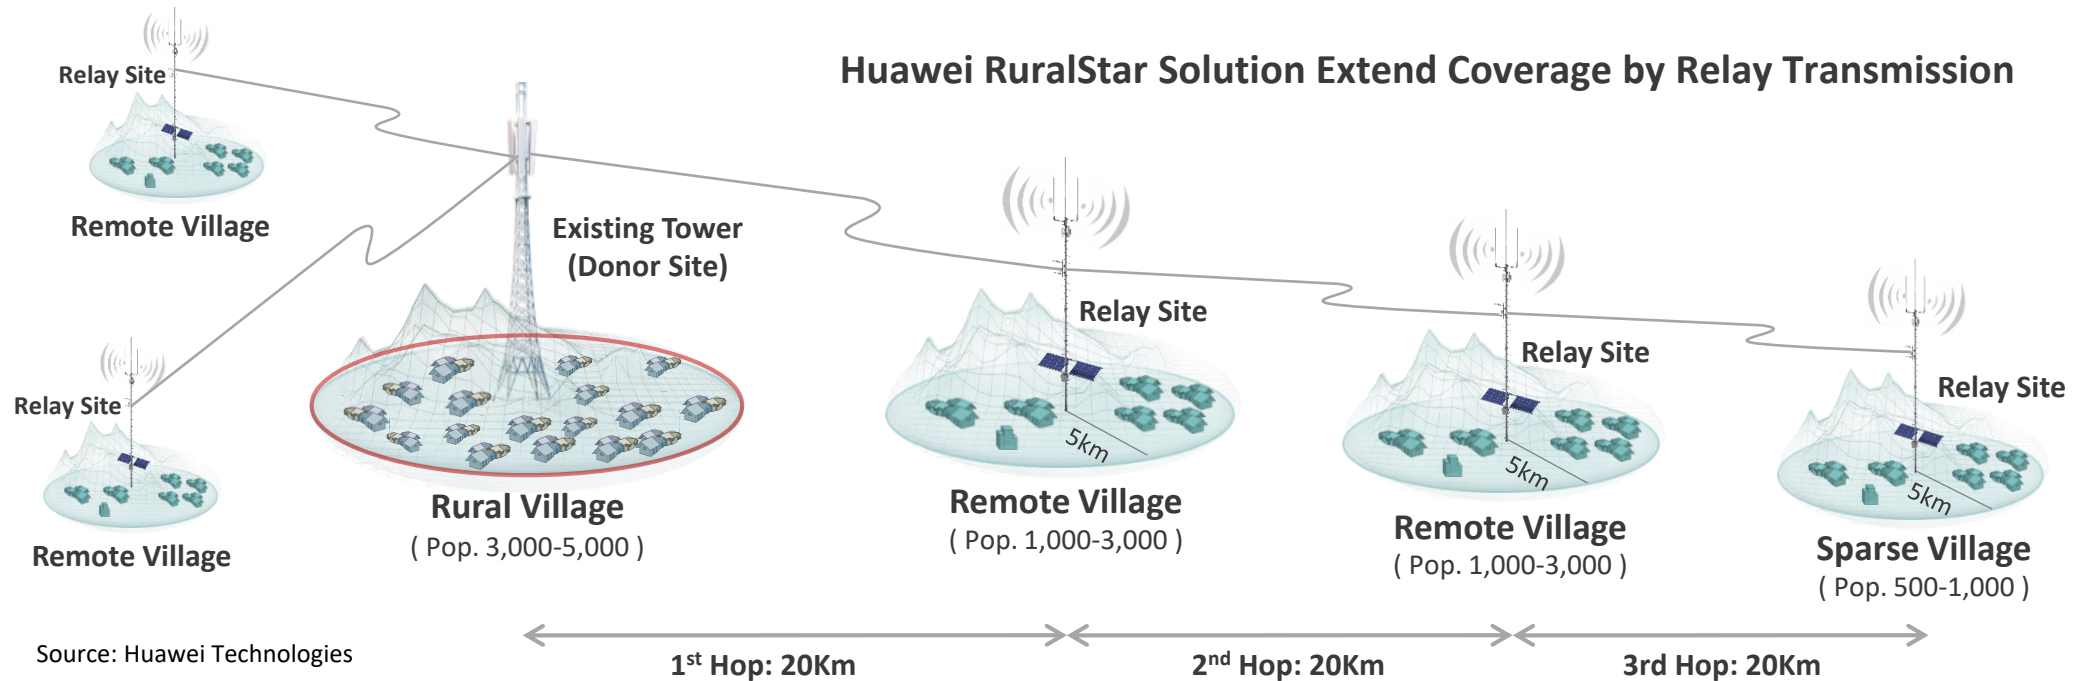 Huawei RuralStar Solution Extend Coverage by Relay Transmission
Relay Site
Remote Village
Existing Tower
(Donor Site)
Relay Site
Remote Village
Rural Village
( Pop. 3,000-5,000 )
Relay Site
5km
Remote Village
( Pop. 1,000-3,000 )
Relay Site
5km
Remote Village
( Pop. 1,000-3,000 )
Relay Site
5km
Sparse Village
( Pop. 500-1,000 )
1st Hop: 20Km
2nd Hop: 20Km
3rd Hop: 20Km
Source: Huawei Technologies